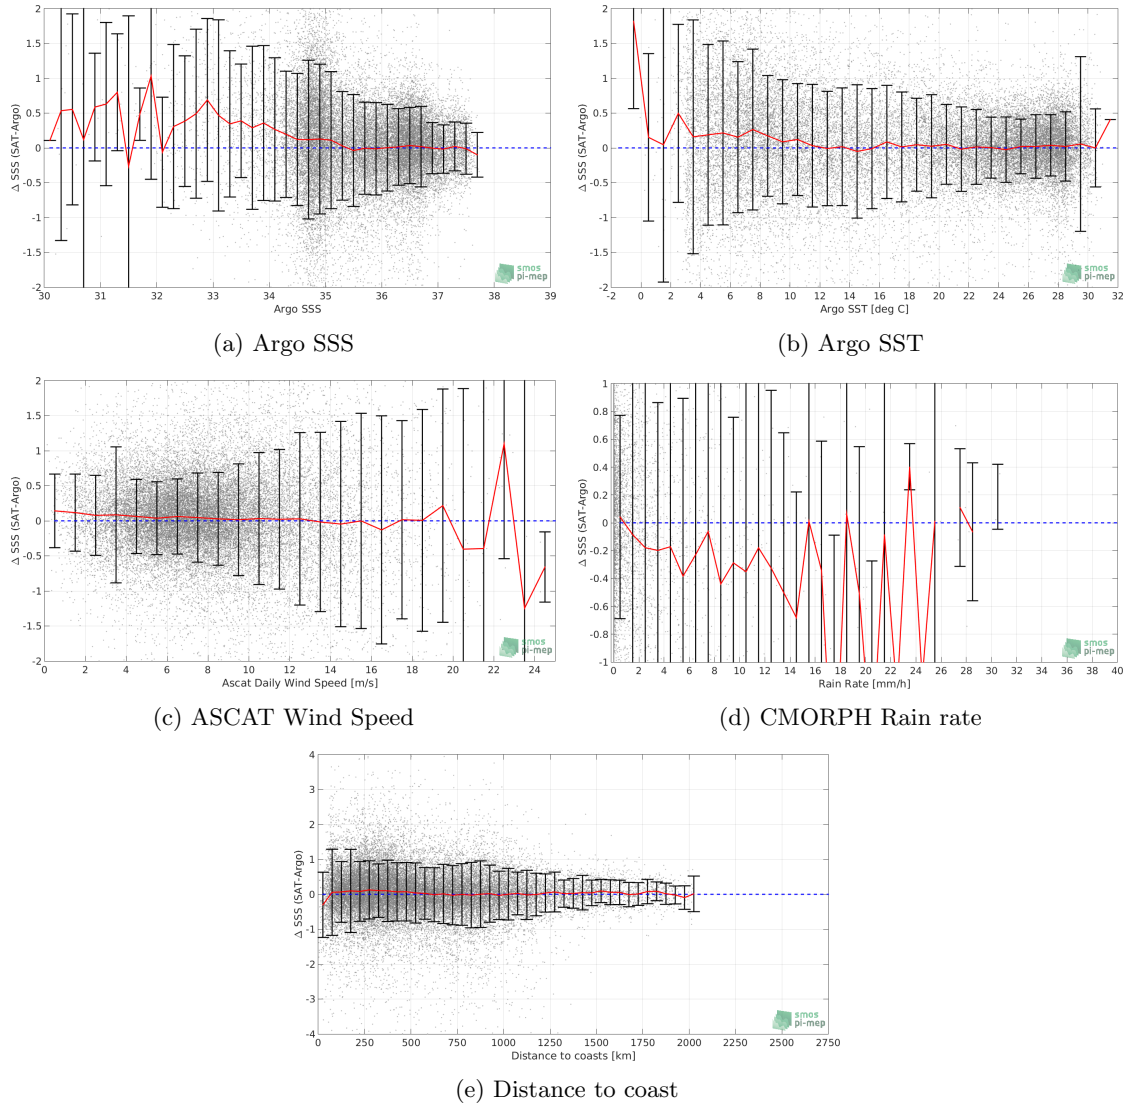 2
1.5
1
0.5
0
-0.5
-1
-1.5
-2
Δ SSS (SAT-Argo)
30 31 32 33 34 35 36 37 38 39
Argo SSS
smos
pi-mep
(a) Argo SSS
2
1.5
1
0.5
0
-0.5
-1
-1.5
-2
Δ SSS (SAT-Argo)
-2 0 2 4 6 8 10 12 14 16 18 20 22 24 26 28 30 32
Argo SST [deg C]
smos
pi-mep
(b) Argo SST
2
1.5
1
0.5
0
-0.5
-1
-1.5
-2
Δ SSS (SAT-Argo)
0 2 4 6 8 10 12 14 16 18 20 22 24
Ascat Daily Wind Speed [m/s]
smos
pi-mep
(c) ASCAT Wind Speed
1
0.8
0.6
0.4
0.2
0
-0.2
-0.4
-0.6
-0.8
-1
Δ SSS (SAT-Argo)
0 2 4 6 8 10 12 14 16 18 20 22 24 26 28 30 32 34 36 38 40
Rain Rate [mm/h]
smos
pi-mep
(d) CMORPH Rain rate
4
3
2
1
0
-1
-2
-3
-4
Δ SSS (SAT-Argo)
0 250 500 750 1000 1250 1500 1750 2000 2250 2500 2750
Distance to coasts [km]
smos
pi-mep
(e) Distance to coast